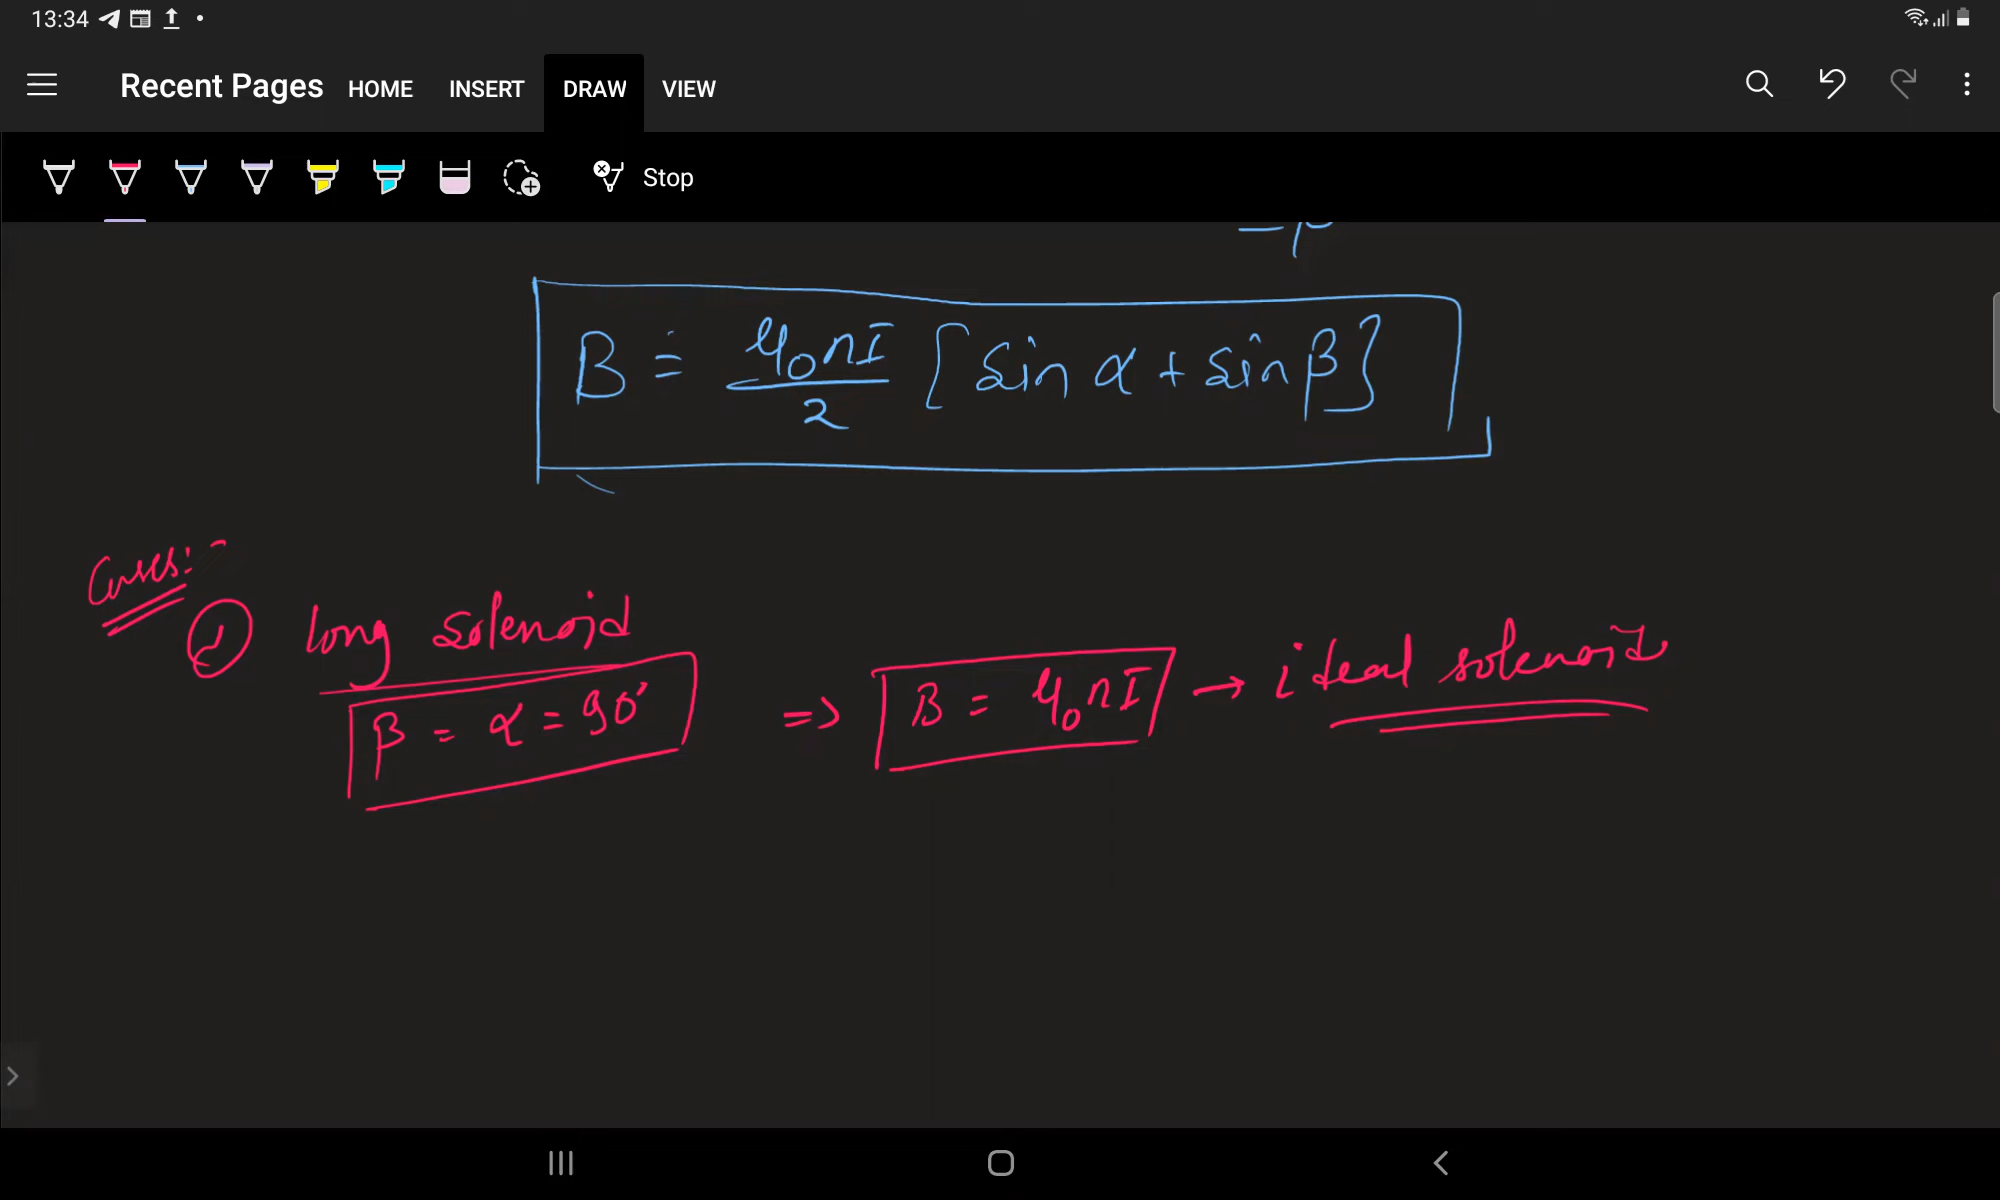 13:34
Recent Pages HOME INSERT DRAW VIEW
Stop
B = μ₀nI/2 [sin α + sin β]
Cases:-
① long solenoid
β = α = 90° => B = μ₀nI → ideal solenoid